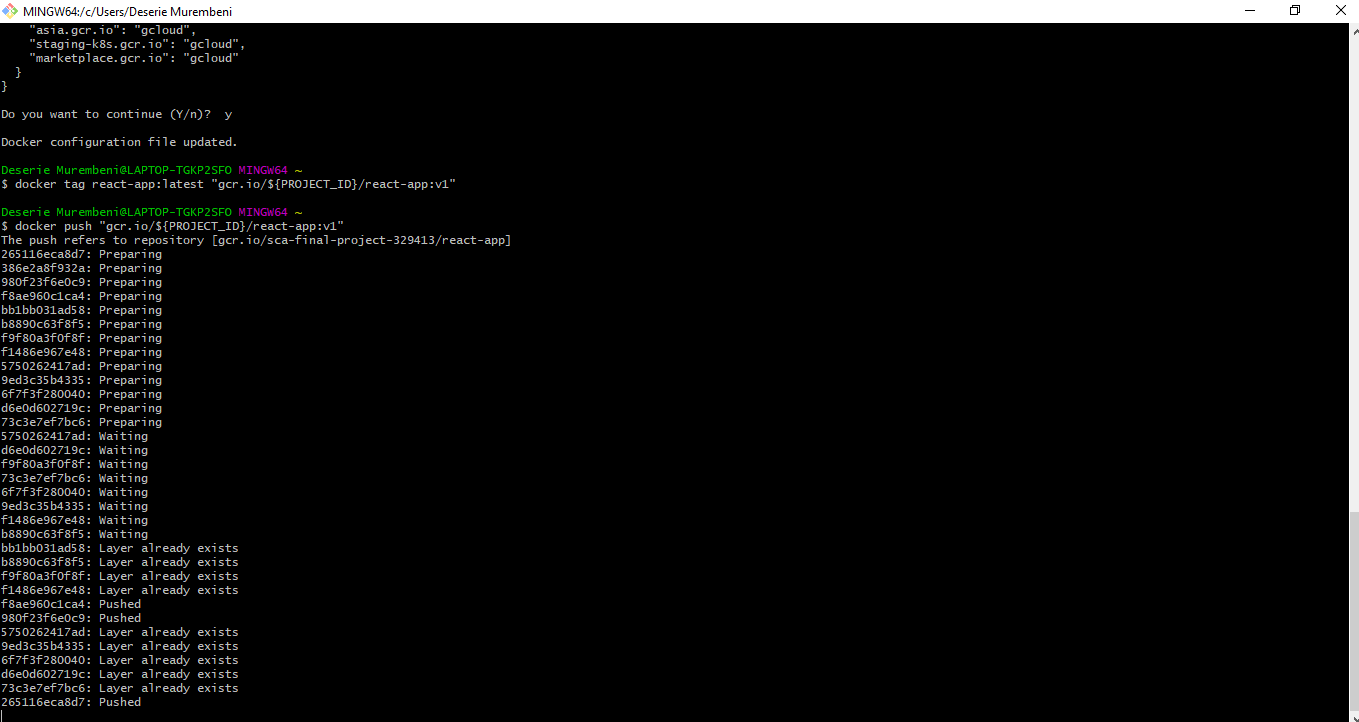 MINGW64:/c/Users/Deserie Murembeni
"asia.gcr.io": "gcloud",
"staging-k8s.gcr.io": "gcloud",
"marketplace.gcr.io": "gcloud"
}
}
Do you want to continue (Y/n)?  y
Docker configuration file updated.
Deserie Murembeni@LAPTOP-TGKP2SFO MINGW64 ~
$ docker tag react-app:latest "gcr.io/${PROJECT_ID}/react-app:v1"
Deserie Murembeni@LAPTOP-TGKP2SFO MINGW64 ~
$ docker push "gcr.io/${PROJECT_ID}/react-app:v1"
The push refers to repository [gcr.io/sca-final-project-329413/react-app]
265116eca8d7: Preparing
386e2a8f932a: Preparing
980f23f6e0c9: Preparing
f8ae960c1ca4: Preparing
bb1bb031ad58: Preparing
b8890c63f8f5: Preparing
f9f80a3f0f8f: Preparing
f1486e967e48: Preparing
5750262417ad: Preparing
9ed3c35b4335: Preparing
6f7f3f280040: Preparing
d6e0d602719c: Preparing
73c3e7ef7bc6: Preparing
5750262417ad: Waiting
d6e0d602719c: Waiting
f9f80a3f0f8f: Waiting
73c3e7ef7bc6: Waiting
6f7f3f280040: Waiting
9ed3c35b4335: Waiting
f1486e967e48: Waiting
b8890c63f8f5: Waiting
bb1bb031ad58: Layer already exists
b8890c63f8f5: Layer already exists
f9f80a3f0f8f: Layer already exists
f1486e967e48: Layer already exists
f8ae960c1ca4: Pushed
980f23f6e0c9: Pushed
5750262417ad: Layer already exists
9ed3c35b4335: Layer already exists
6f7f3f280040: Layer already exists
d6e0d602719c: Layer already exists
73c3e7ef7bc6: Layer already exists
265116eca8d7: Pushed